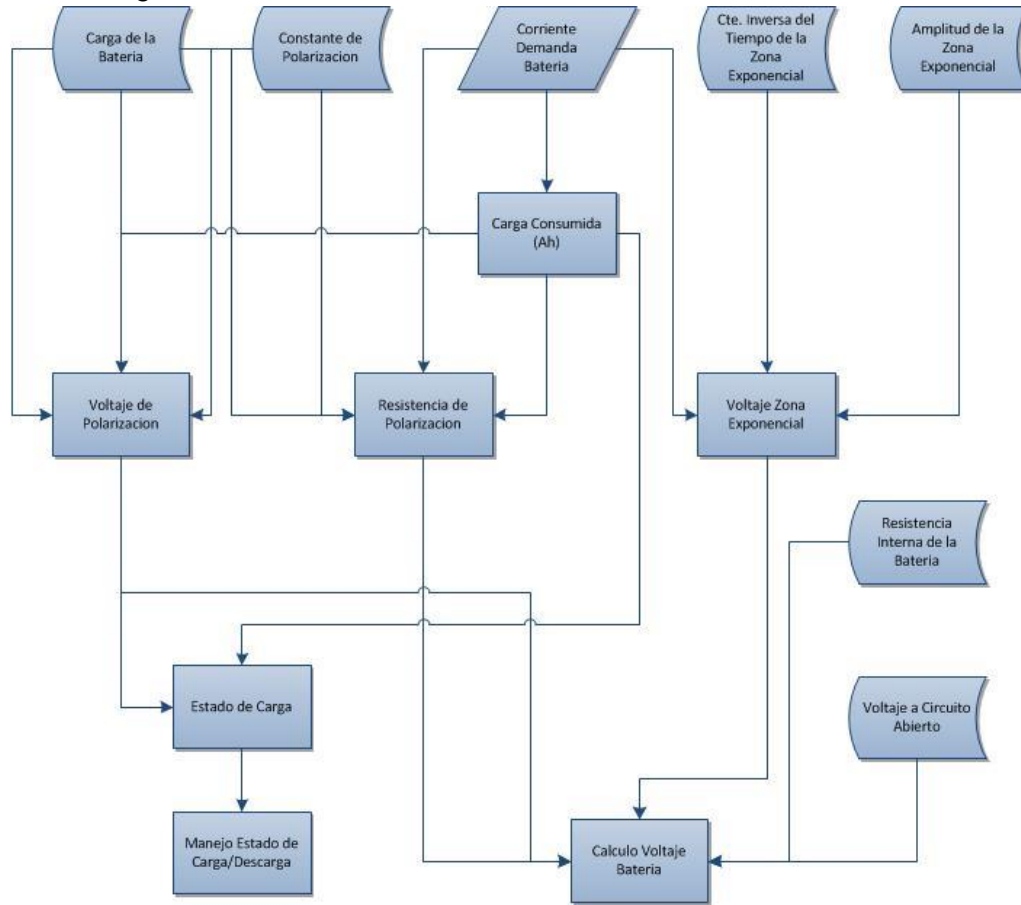 Carga de la
Bateria
Constante de
Polarizacion
Corriente
Demanda
Bateria
Cte. Inversa del
Tiempo de la
Zona
Exponencial
Amplitud de la
Zona
Exponencial
Carga Consumida
(Ah)
Voltaje de
Polarizacion
Resistencia de
Polarizacion
Voltaje Zona
Exponencial
Resistencia
Interna de la
Bateria
Estado de Carga
Voltaje a Circuito
Abierto
Manejo Estado de
Carga/Descarga
Calculo Voltaje
Bateria